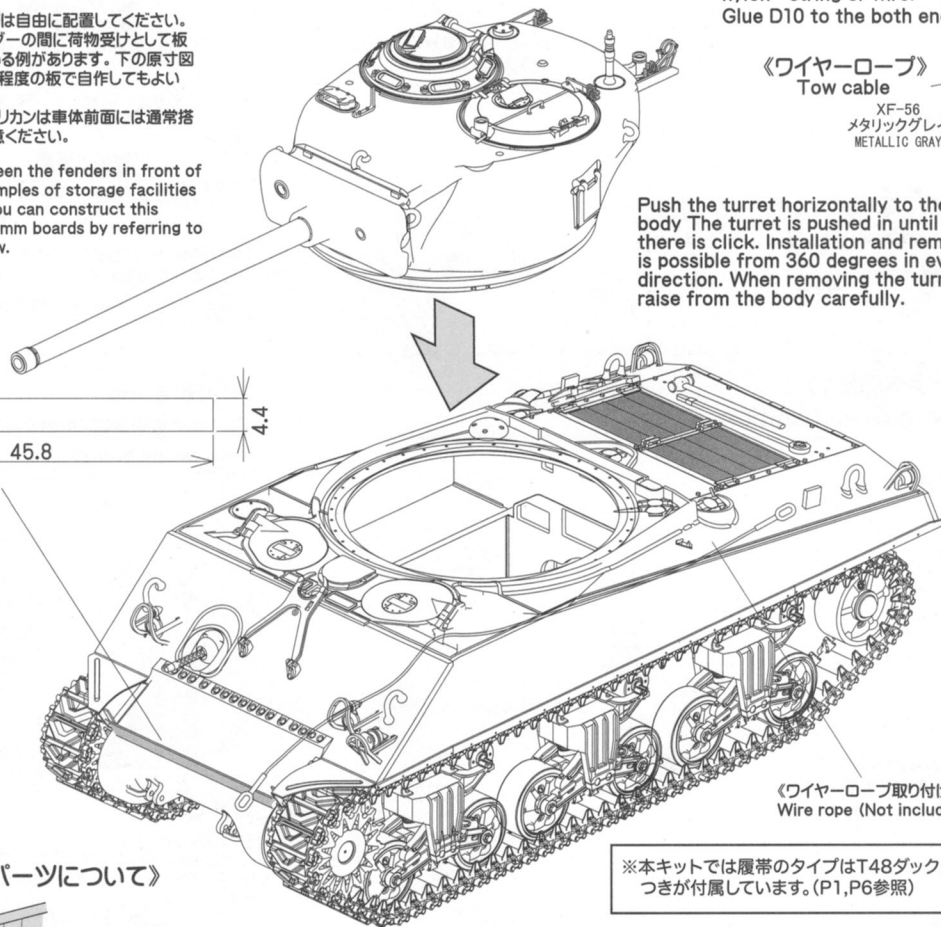 は自由に配置してください。
ダーの間に荷物受けとして板
る例があります。下の原寸図
程度の板で自作してもよい
リカンは車体前面には通常搭
意ください。
een the fenders in front of
mples of storage facilities
ou can construct this
mm boards by referring to
w.
Glue D10 to the both en
《ワイヤーロープ》
Tow cable
XF-56
メタリックグレイ
METALLIC GRAY
Push the turret horizontally to the
body The turret is pushed in until
there is click. Installation and rem
is possible from 360 degrees in ev
direction. When removing the turr
raise from the body carefully.
4.4
45.8
《ワイヤーロープ取り付け
Wire rope (Not includ
パーツについて》
※本キットでは履帯のタイプはT48ダック
つきが付属しています。(P1,P6参照)